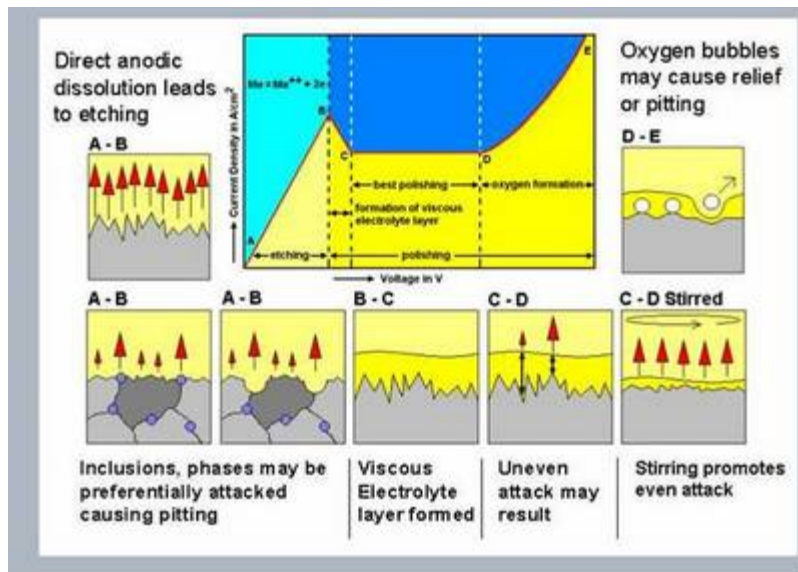 Direct anodic
dissolution leads
to etching
A - B
Current Density in A/cm²
Me = Me++ + 2e
A
B
C
D
E
best polishing
oxygen formation
formation of viscous
electrolyte layer
etching
polishing
Voltage in V
Oxygen bubbles
may cause relief
or pitting
D - E
A - B
A - B
B - C
C - D
C - D Stirred
Inclusions, phases may be
preferentially attacked
causing pitting
Viscous
Electrolyte
layer formed
Uneven
attack may
result
Stirring promotes
even attack